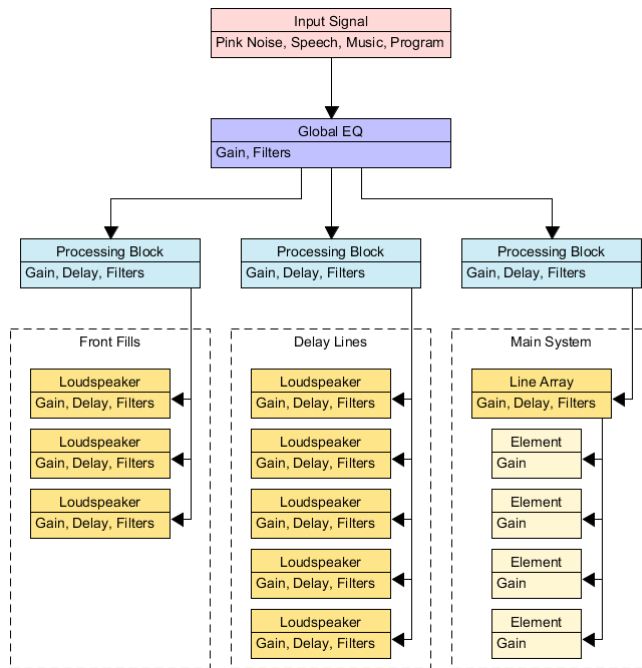 Input Signal
Pink Noise, Speech, Music, Program
Global EQ
Gain, Filters
Processing Block
Gain, Delay, Filters
Processing Block
Gain, Delay, Filters
Processing Block
Gain, Delay, Filters
Front Fills
Loudspeaker
Gain, Delay, Filters
Loudspeaker
Gain, Delay, Filters
Loudspeaker
Gain, Delay, Filters
Delay Lines
Loudspeaker
Gain, Delay, Filters
Loudspeaker
Gain, Delay, Filters
Loudspeaker
Gain, Delay, Filters
Loudspeaker
Gain, Delay, Filters
Loudspeaker
Gain, Delay, Filters
Main System
Line Array
Gain, Delay, Filters
Element
Gain
Element
Gain
Element
Gain
Element
Gain